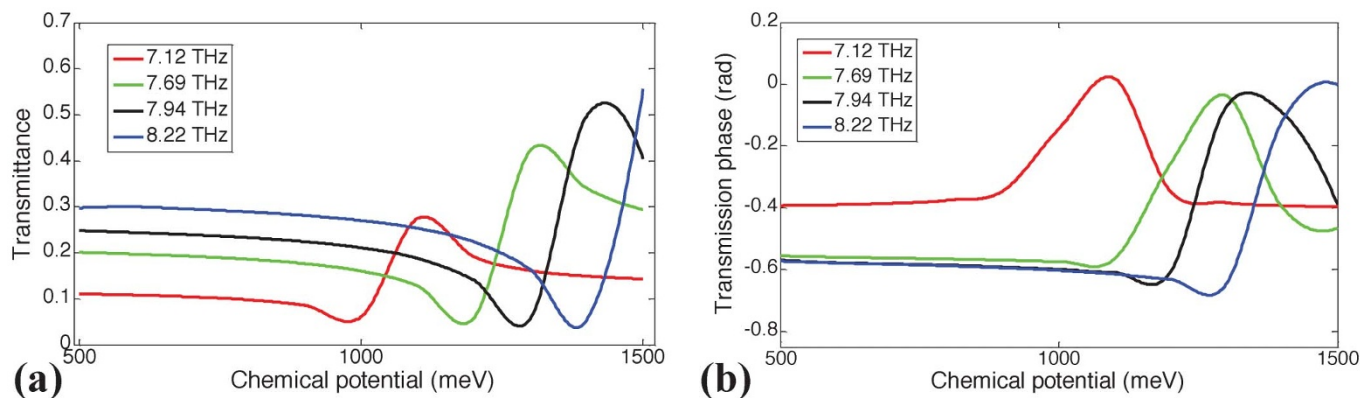 0.7
0.6
0.5
0.4
0.3
0.2
0.1
0
Transmittance
7.12 THz
7.69 THz
7.94 THz
8.22 THz
500
1000
1500
Chemical potential (meV)
(a)
0.2
0
-0.2
-0.4
-0.6
-0.8
Transmission phase (rad)
7.12 THz
7.69 THz
7.94 THz
8.22 THz
500
1000
1500
Chemical potential (meV)
(b)